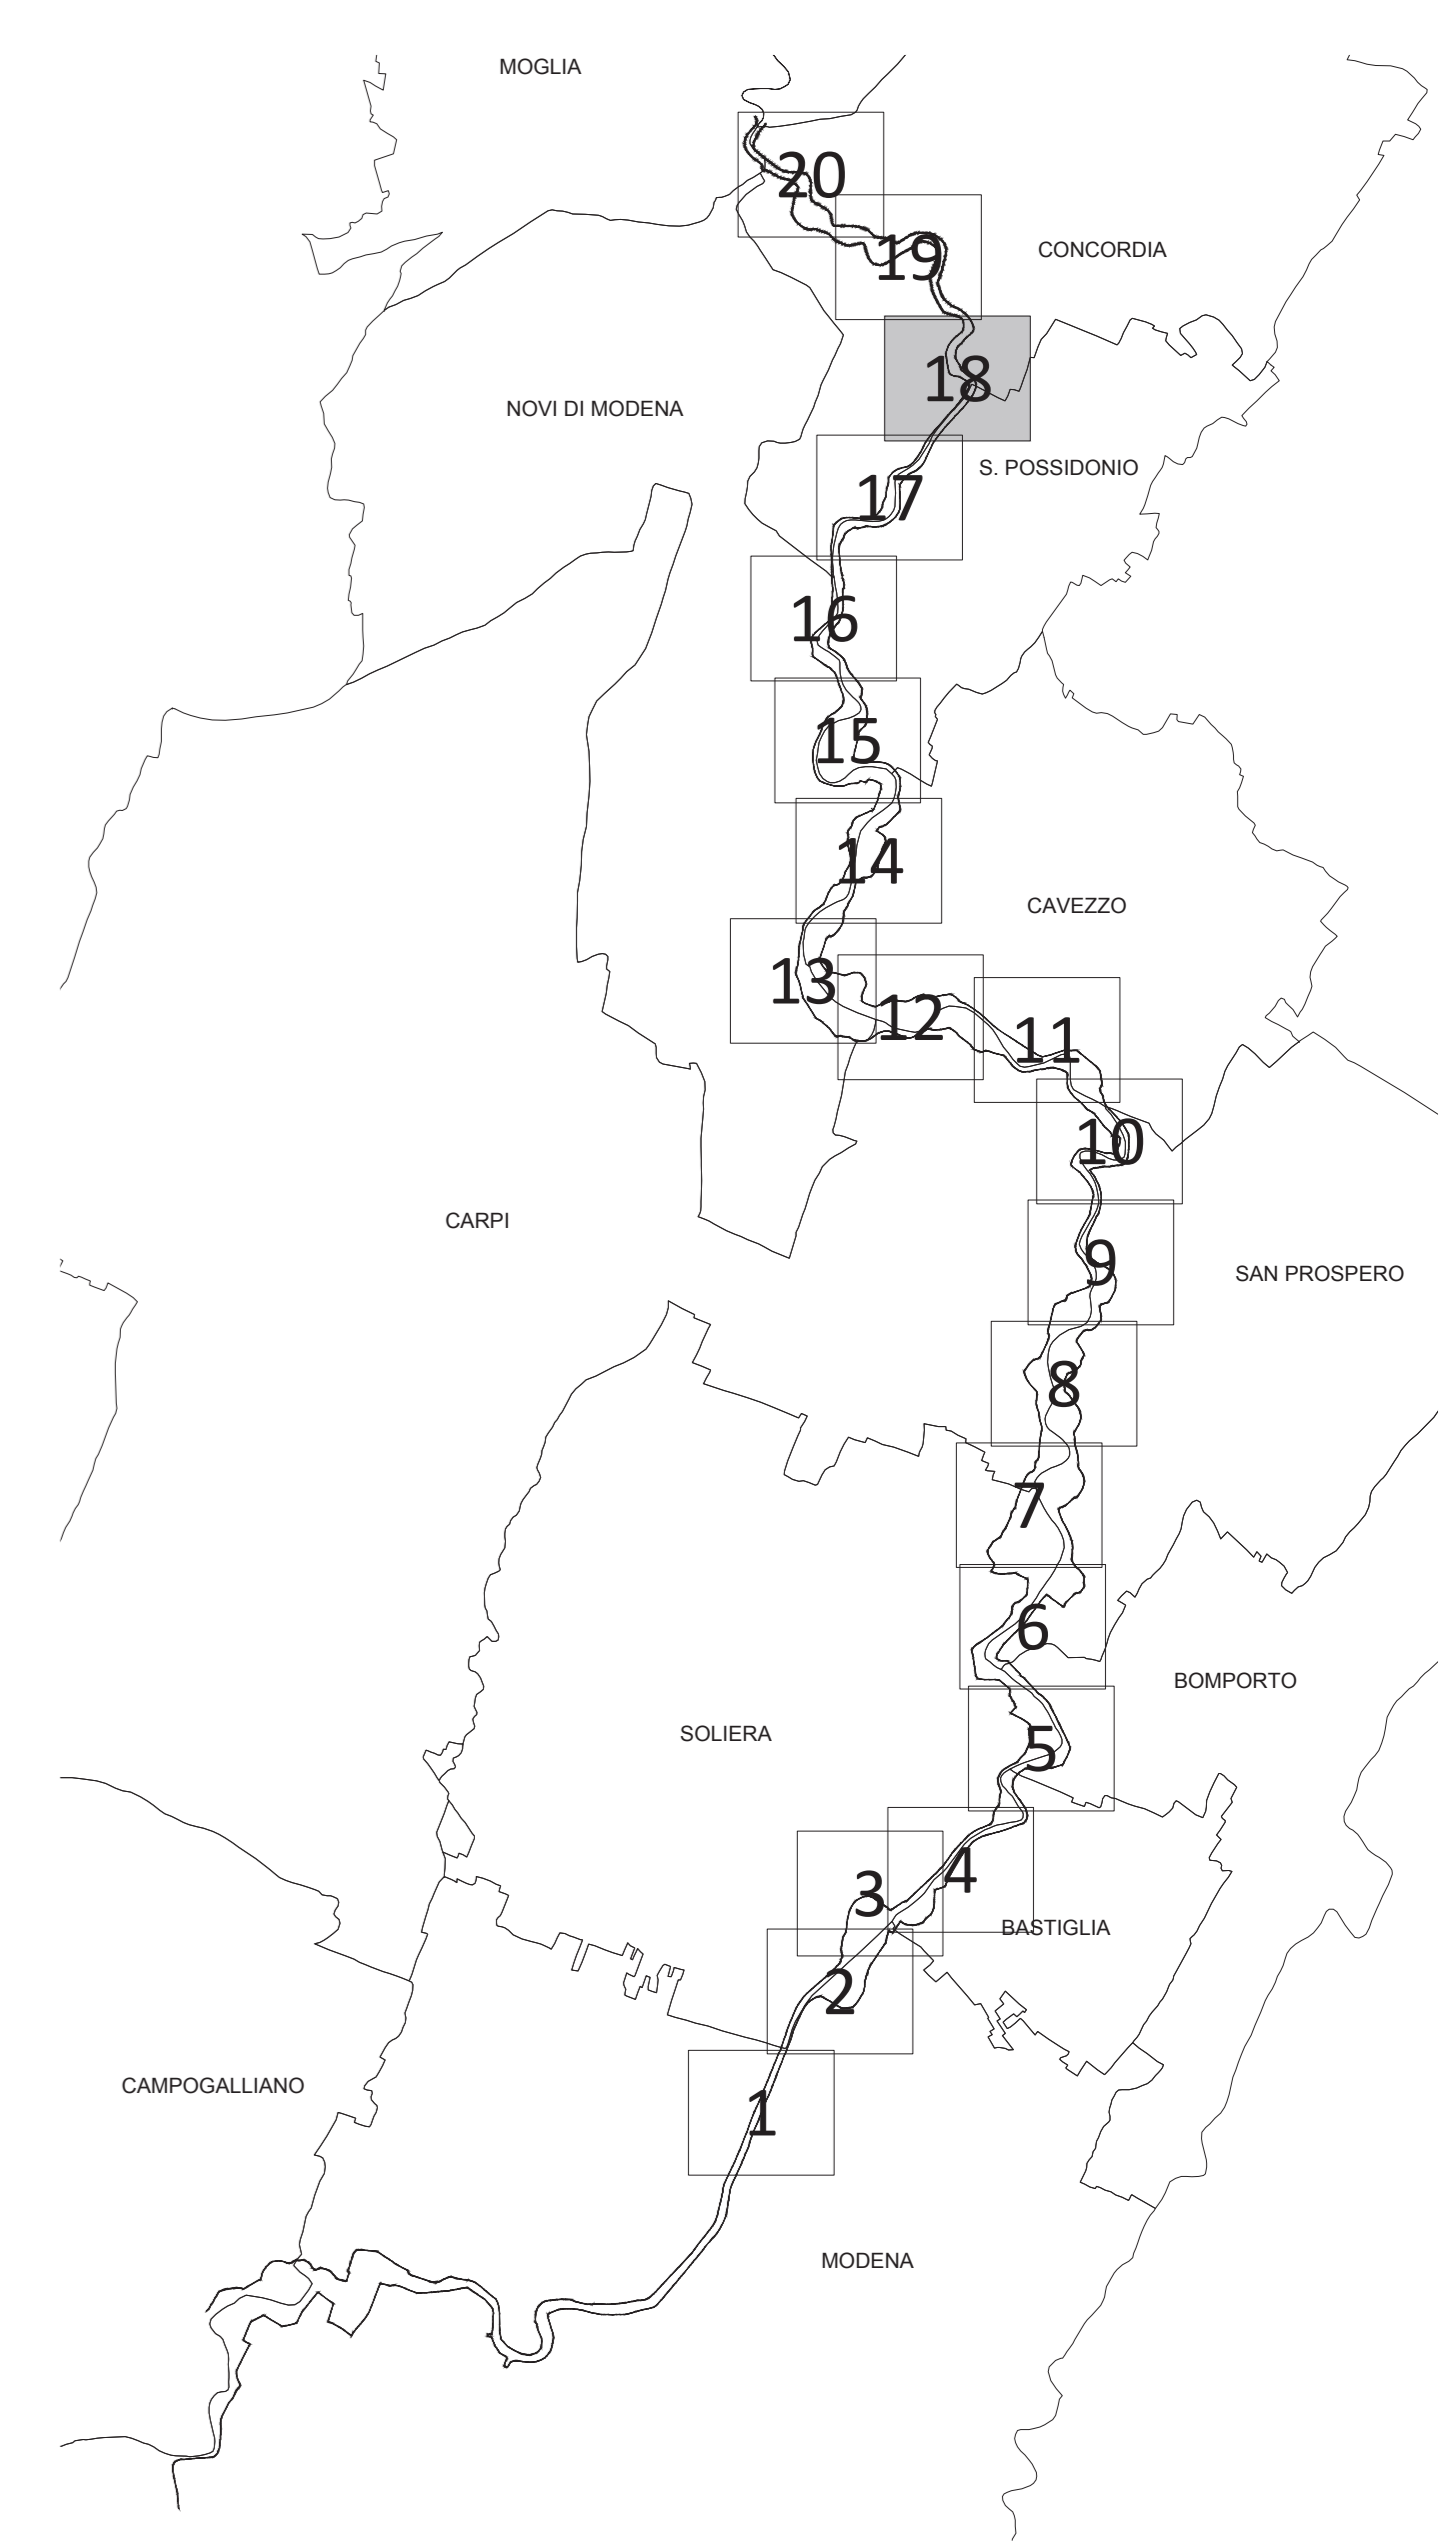 MOGLIA
20
CONCORDIA
19
18
NOVI DI MODENA
S. POSSIDONIO
17
16
15
14
CAVEZZO
13
12
11
10
CARPI
9
SAN PROSPERO
8
7
6
BOMPORTO
SOLIERA
5
4
3
BASTIGLIA
2
CAMPOGALLIANO
1
MODENA